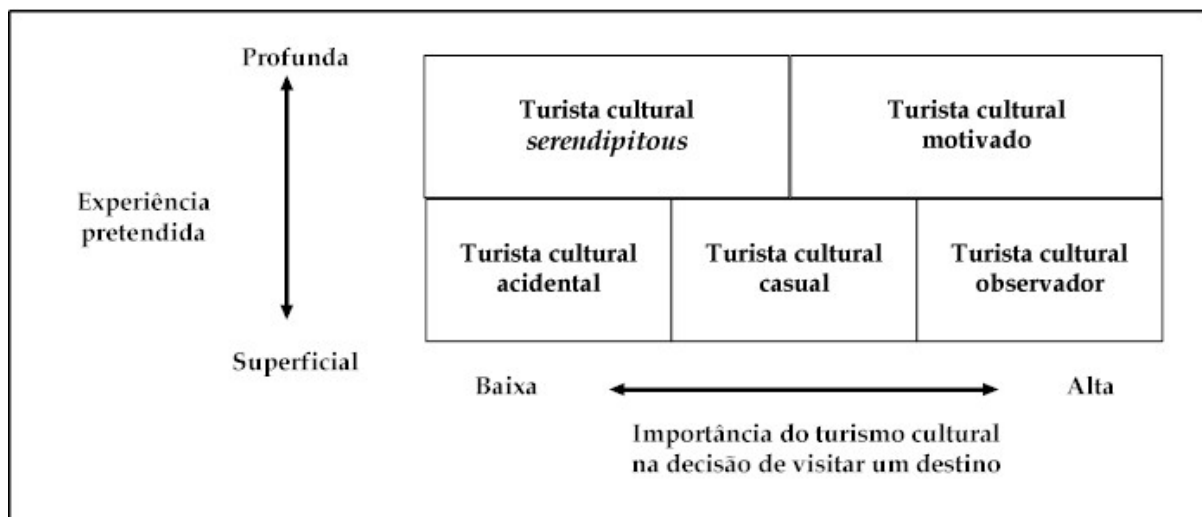 Profunda
Turista cultural
serendipitous
Turista cultural
motivado
Experiência
pretendida
Turista cultural
acidental
Turista cultural
casual
Turista cultural
observador
Superficial
Baixa
Alta
Importância do turismo cultural
na decisão de visitar um destino